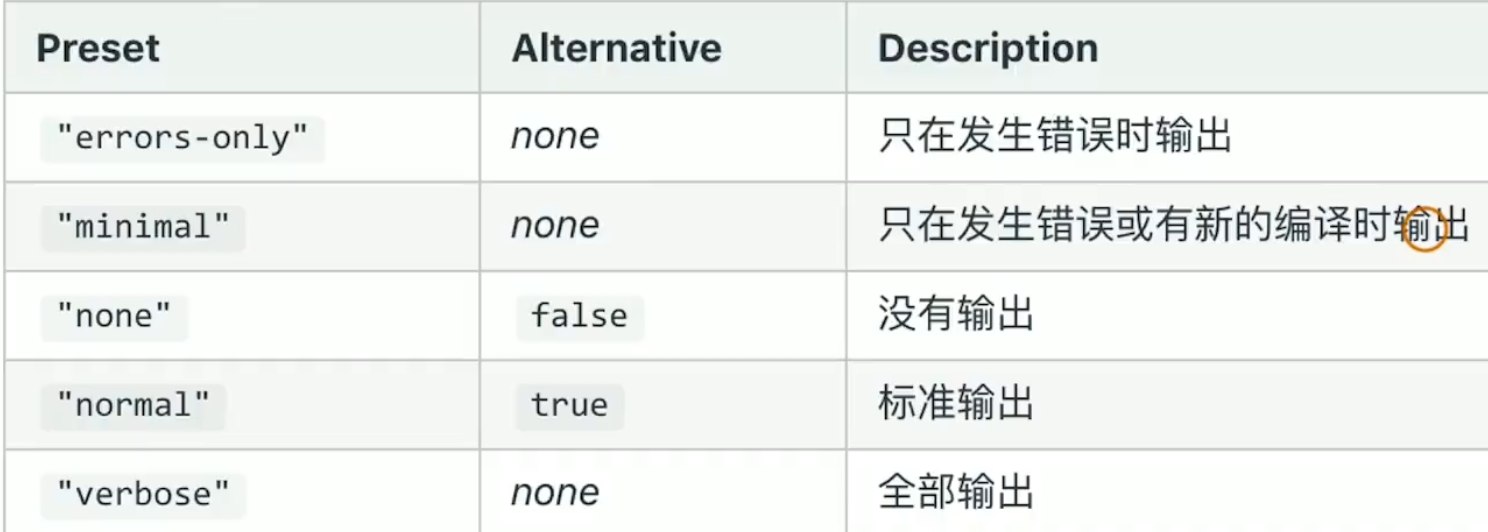 Preset Alternative Description
"errors-only" none 只在发生错误时输出
"minimal" none 只在发生错误或有新的编译时输出
"none" false 没有输出
"normal" true 标准输出
"verbose" none 全部输出